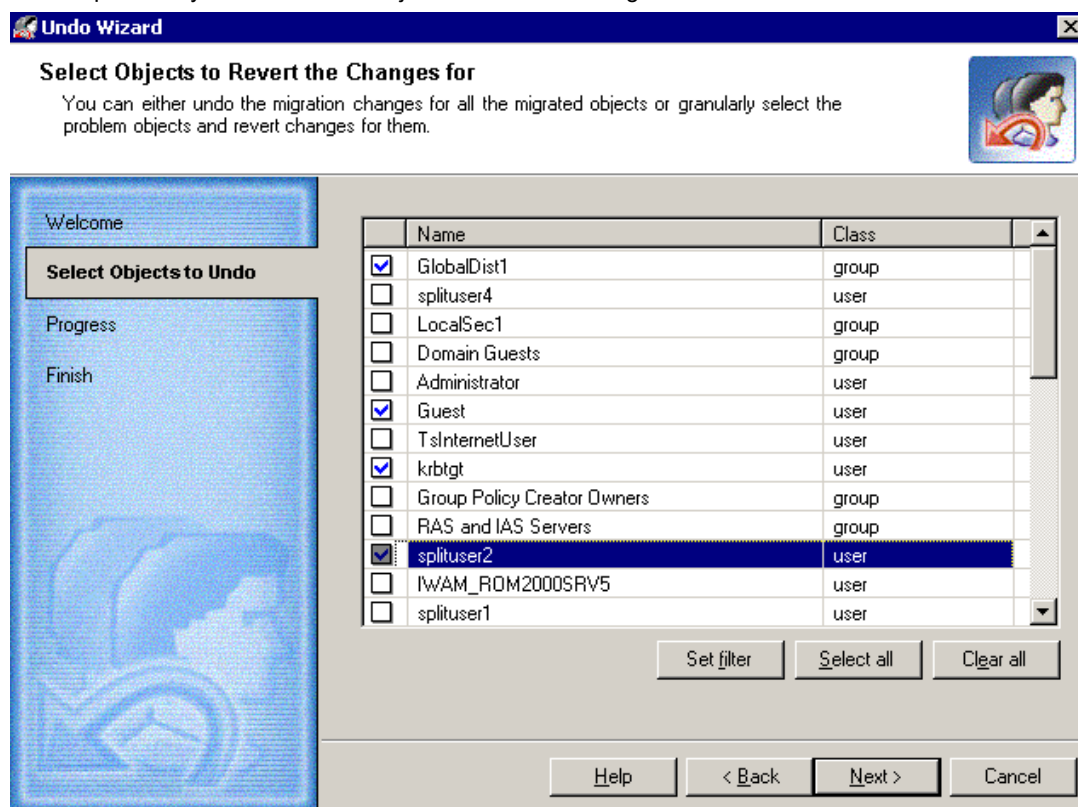 Undo Wizard
Select Objects to Revert the Changes for
You can either undo the migration changes for all the migrated objects or granularly select the
problem objects and revert changes for them.
Welcome
Select Objects to Undo
Progress
Finish
Name Class
GlobalDist1 group
splituser4 user
LocalSec1 group
Domain Guests group
Administrator user
Guest user
TsInternetUser user
krbtgt user
Group Policy Creator Owners group
RAS and IAS Servers group
splituser2 user
IWAM_ROM2000SRV5 user
splituser1 user
Set filter Select all Clear all
Help < Back Next > Cancel